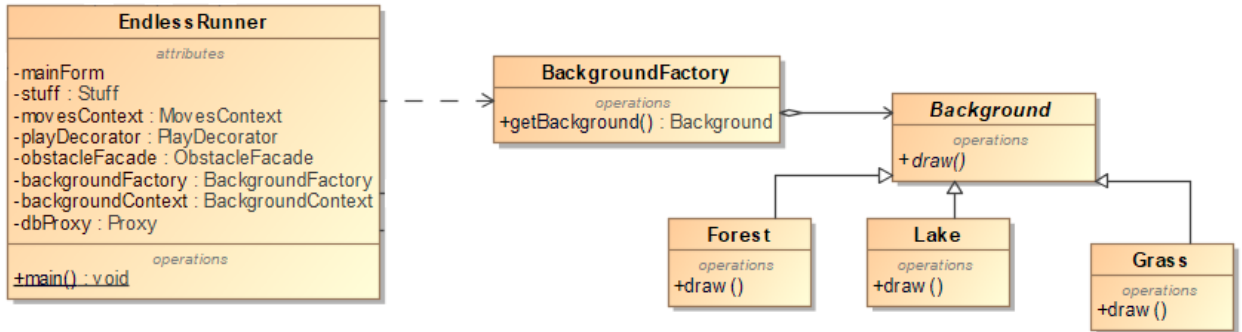 EndlessRunner
attributes
-mainForm
-stuff : Stuff
-movesContext : MovesContext
-playDecorator : PlayDecorator
-obstacleFacade : ObstacleFacade
-backgroundFactory : BackgroundFactory
-backgroundContext : BackgroundContext
-dbProxy : Proxy
operations
+main() : void
BackgroundFactory
operations
+getBackground() : Background
Background
operations
+draw()
Forest
operations
+draw ()
Lake
operations
+draw ()
Grass
operations
+draw ()